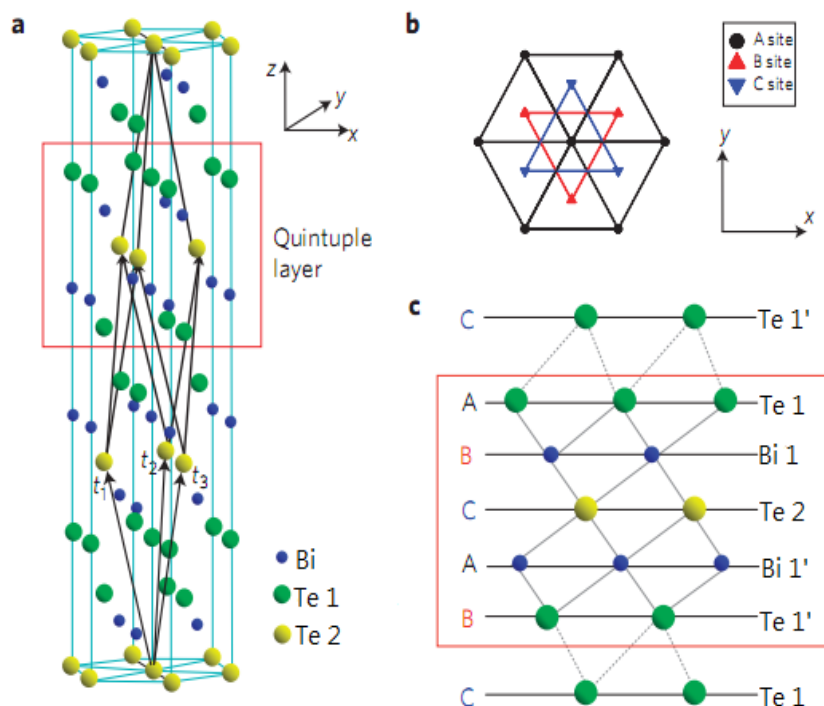 a
z
y
x
Quintuple
layer
t1
t2
t3
Bi
Te 1
Te 2
b
A site
B site
C site
y
x
c
C Te 1'
A Te 1
B Bi 1
C Te 2
A Bi 1'
B Te 1'
C Te 1